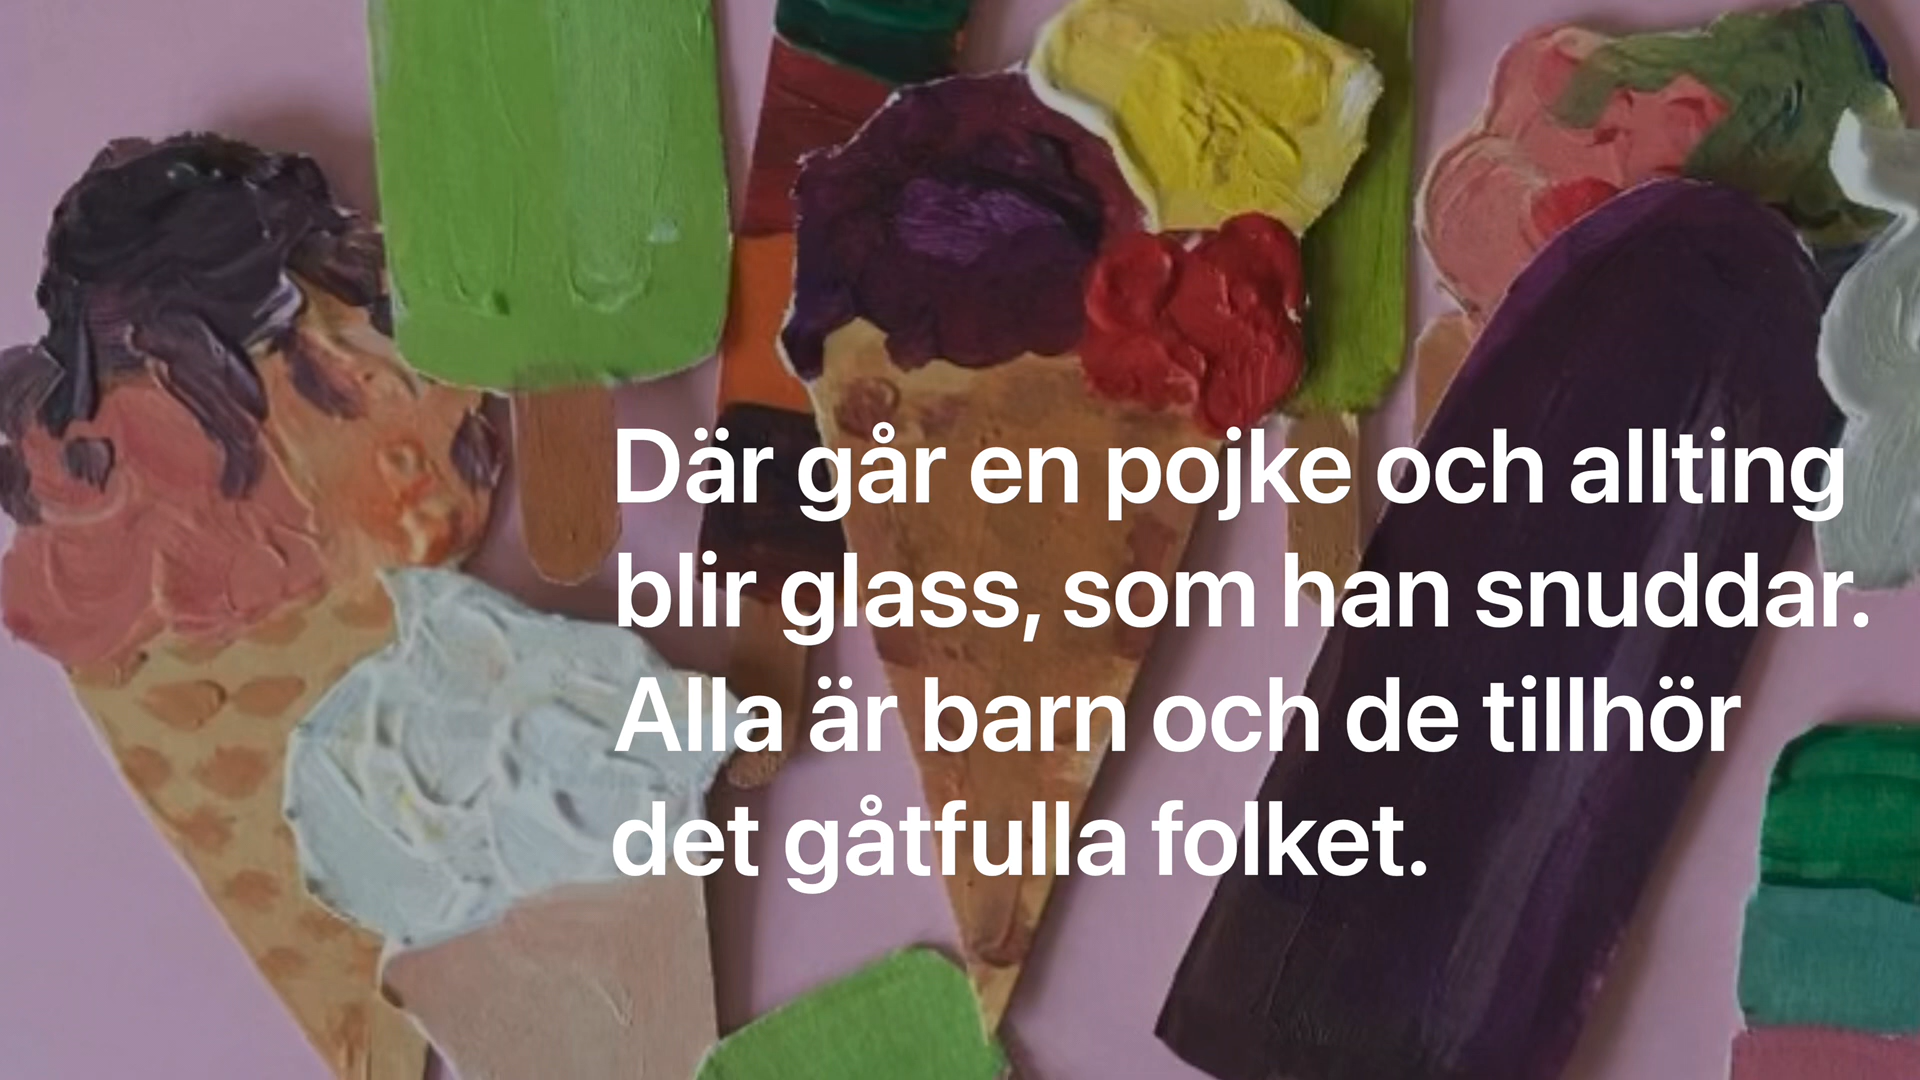 Där går en pojke och allting
blir glass, som han snuddar.
Alla är barn och de tillhör
det gåtfulla folket.